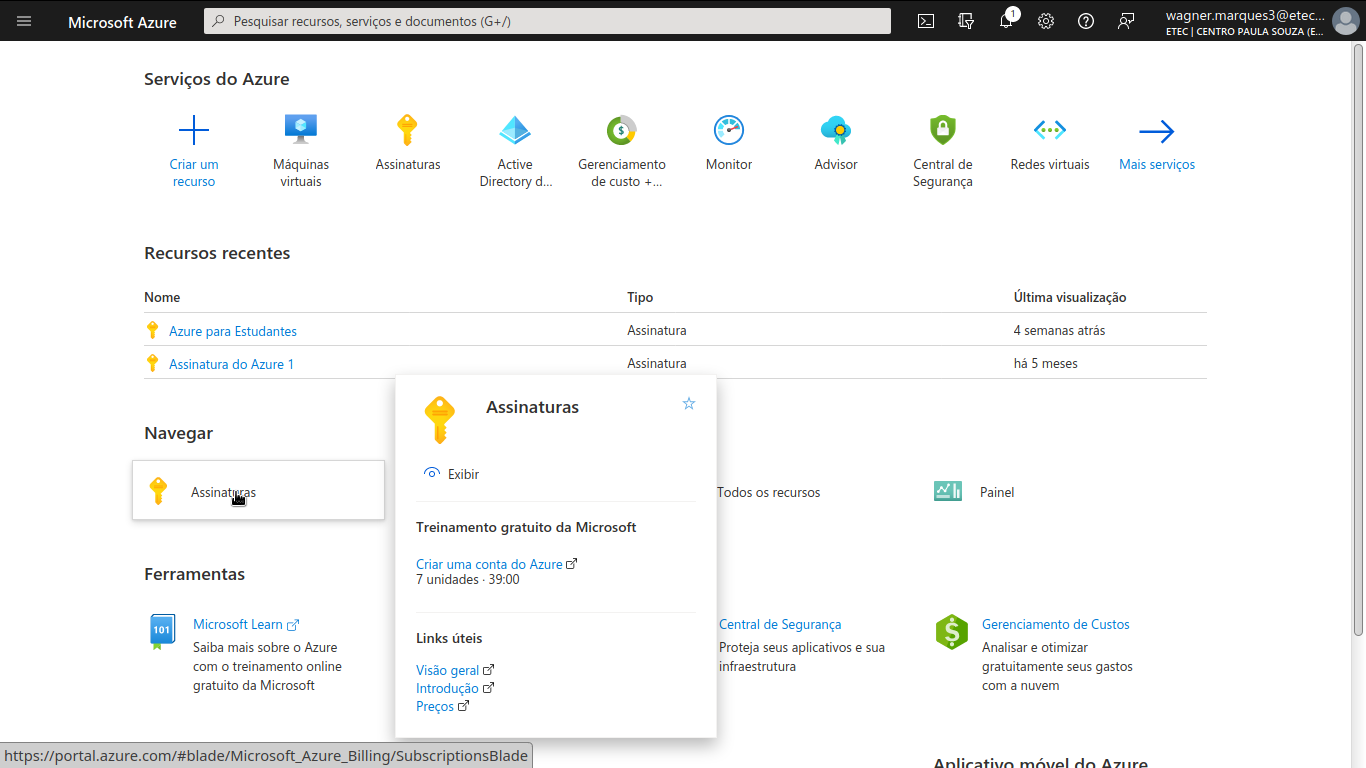 Microsoft Azure
Pesquisar recursos, serviços e documentos (G+/)
1
wagner.marques3@etec...
ETEC | CENTRO PAULA SOUZA (E...
Serviços do Azure
Criar um
recurso
Máquinas
virtuais
Assinaturas
Active
Directory d...
Gerenciamento
de custo +...
Monitor
Advisor
Central de
Segurança
Redes virtuais
Mais serviços
Recursos recentes
Nome Tipo Última visualização
Azure para Estudantes Assinatura 4 semanas atrás
Assinatura do Azure 1 Assinatura há 5 meses
Navegar
Assinaturas
Assinaturas
Exibir
Treinamento gratuito da Microsoft
Criar uma conta do Azure
7 unidades · 39:00
Links úteis
Visão geral
Introdução
Preços
Todos os recursos
Painel
Ferramentas
101
Microsoft Learn
Saiba mais sobre o Azure
com o treinamento online
gratuito da Microsoft
Central de Segurança
Proteja seus aplicativos e sua
infraestrutura
Gerenciamento de Custos
Analisar e otimizar
gratuitamente seus gastos
com a nuvem
Aplicativo móvel do Azure
https://portal.azure.com/#blade/Microsoft_Azure_Billing/SubscriptionsBlade